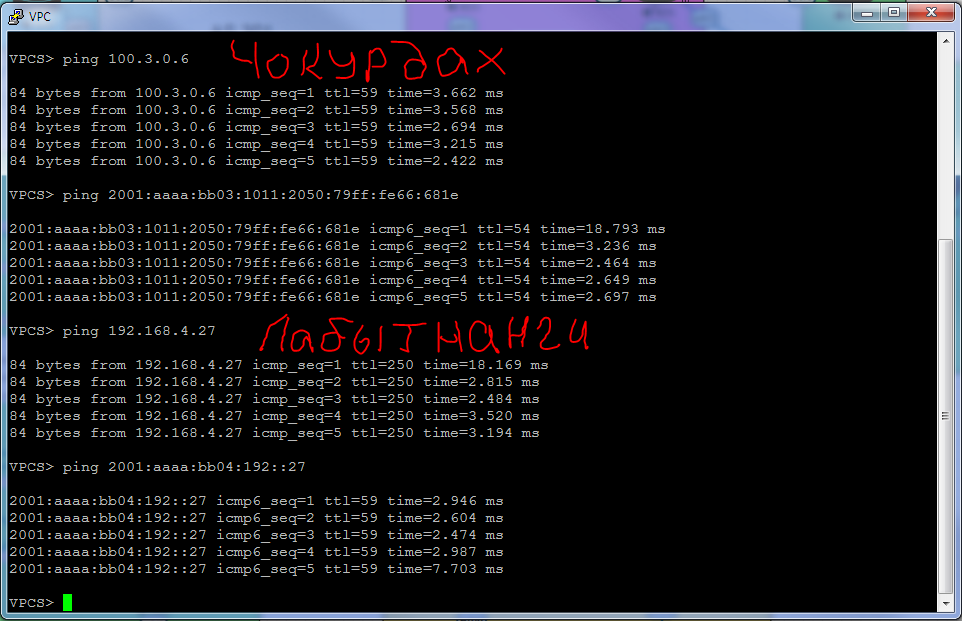 VPC
VPCS> ping 100.3.0.6 Чокурдах
84 bytes from 100.3.0.6 icmp_seq=1 ttl=59 time=3.662 ms
84 bytes from 100.3.0.6 icmp_seq=2 ttl=59 time=3.568 ms
84 bytes from 100.3.0.6 icmp_seq=3 ttl=59 time=2.694 ms
84 bytes from 100.3.0.6 icmp_seq=4 ttl=59 time=3.215 ms
84 bytes from 100.3.0.6 icmp_seq=5 ttl=59 time=2.422 ms
VPCS> ping 2001:aaaa:bb03:1011:2050:79ff:fe66:681e
2001:aaaa:bb03:1011:2050:79ff:fe66:681e icmp6_seq=1 ttl=54 time=18.793 ms
2001:aaaa:bb03:1011:2050:79ff:fe66:681e icmp6_seq=2 ttl=54 time=3.236 ms
2001:aaaa:bb03:1011:2050:79ff:fe66:681e icmp6_seq=3 ttl=54 time=2.464 ms
2001:aaaa:bb03:1011:2050:79ff:fe66:681e icmp6_seq=4 ttl=54 time=2.649 ms
2001:aaaa:bb03:1011:2050:79ff:fe66:681e icmp6_seq=5 ttl=54 time=2.697 ms
VPCS> ping 192.168.4.27 Лабытнанги
84 bytes from 192.168.4.27 icmp_seq=1 ttl=250 time=18.169 ms
84 bytes from 192.168.4.27 icmp_seq=2 ttl=250 time=2.815 ms
84 bytes from 192.168.4.27 icmp_seq=3 ttl=250 time=2.484 ms
84 bytes from 192.168.4.27 icmp_seq=4 ttl=250 time=3.520 ms
84 bytes from 192.168.4.27 icmp_seq=5 ttl=250 time=3.194 ms
VPCS> ping 2001:aaaa:bb04:192::27
2001:aaaa:bb04:192::27 icmp6_seq=1 ttl=59 time=2.946 ms
2001:aaaa:bb04:192::27 icmp6_seq=2 ttl=59 time=2.604 ms
2001:aaaa:bb04:192::27 icmp6_seq=3 ttl=59 time=2.474 ms
2001:aaaa:bb04:192::27 icmp6_seq=4 ttl=59 time=2.987 ms
2001:aaaa:bb04:192::27 icmp6_seq=5 ttl=59 time=7.703 ms
VPCS>